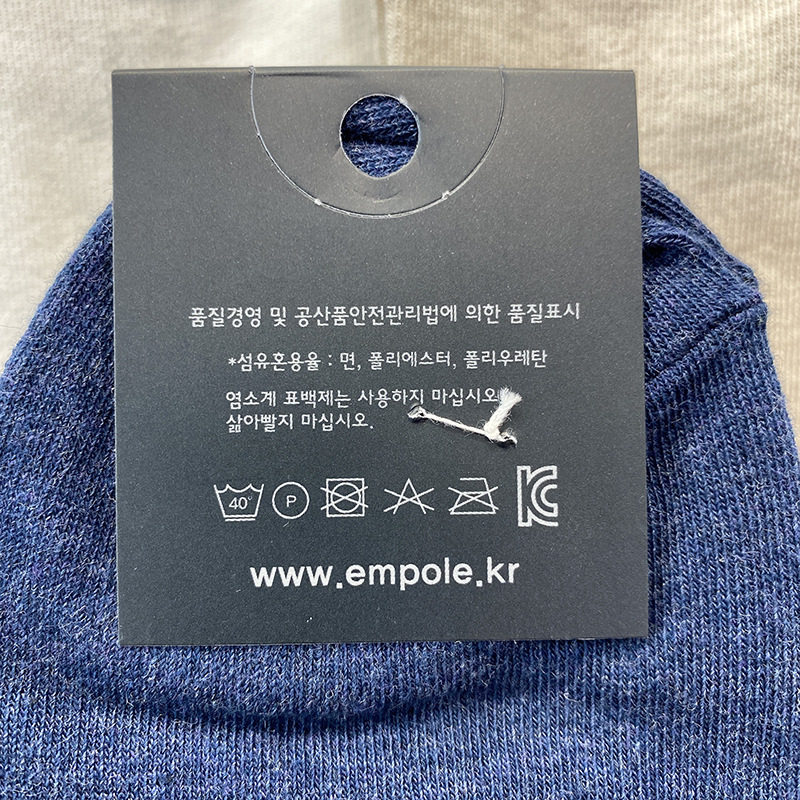 품질경영 및 공산품안전관리법에 의한 품질표시
*섬유혼용율 : 면, 폴리에스터, 폴리우레탄
염소계 표백제는 사용하지 마십시오
삶아빨지 마십시오.
40° P KC
www.empole.kr